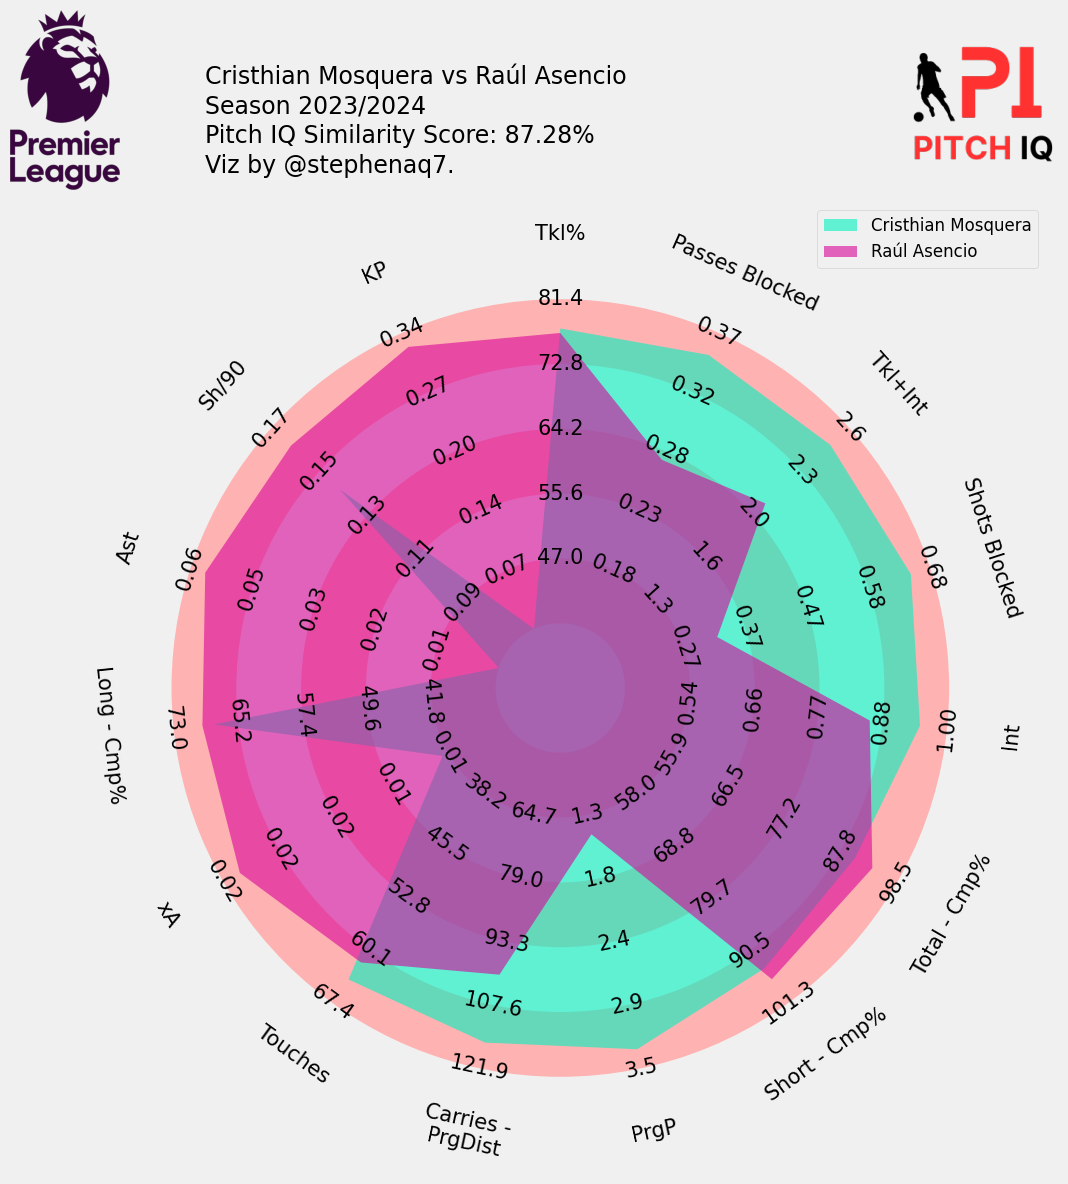 Premier
League
Cristhian Mosquera vs Raúl Asencio
Season 2023/2024
Pitch IQ Similarity Score: 87.28%
Viz by @stephenaq7.
PI
PITCH IQ
Cristhian Mosquera
Raúl Asencio
Tkl%
81.4
72.8
64.2
55.6
47.0
Passes Blocked
0.37
0.32
0.28
0.23
0.18
Tkl+Int
2.6
2.3
2.0
1.6
1.3
Shots Blocked
0.68
0.58
0.47
0.37
0.27
Int
1.00
0.88
0.77
0.66
0.54
Total - Cmp%
98.5
87.8
77.2
66.5
55.9
Short - Cmp%
101.3
90.5
79.7
68.8
58.0
PrgP
3.5
2.9
2.4
1.8
1.3
Carries -
PrgDist
121.9
107.6
93.3
79.0
64.7
Touches
67.4
60.1
52.8
45.5
38.2
xA
0.02
0.02
0.02
0.01
0.01
Long - Cmp%
73.0
65.2
57.4
49.6
41.8
Ast
0.06
0.05
0.03
0.02
0.01
Sh/90
0.17
0.15
0.13
0.11
0.09
KP
0.34
0.27
0.20
0.14
0.07